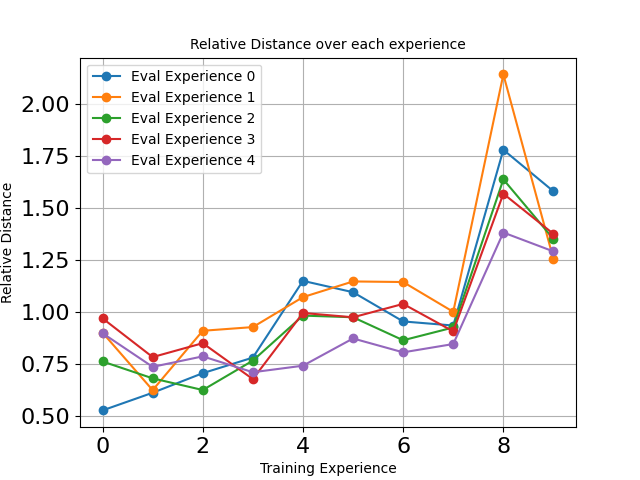 Relative Distance over each experience
Eval Experience 0
Eval Experience 1
Eval Experience 2
Eval Experience 3
Eval Experience 4
2.00
1.75
1.50
1.25
1.00
0.75
0.50
Relative Distance
0 2 4 6 8
Training Experience